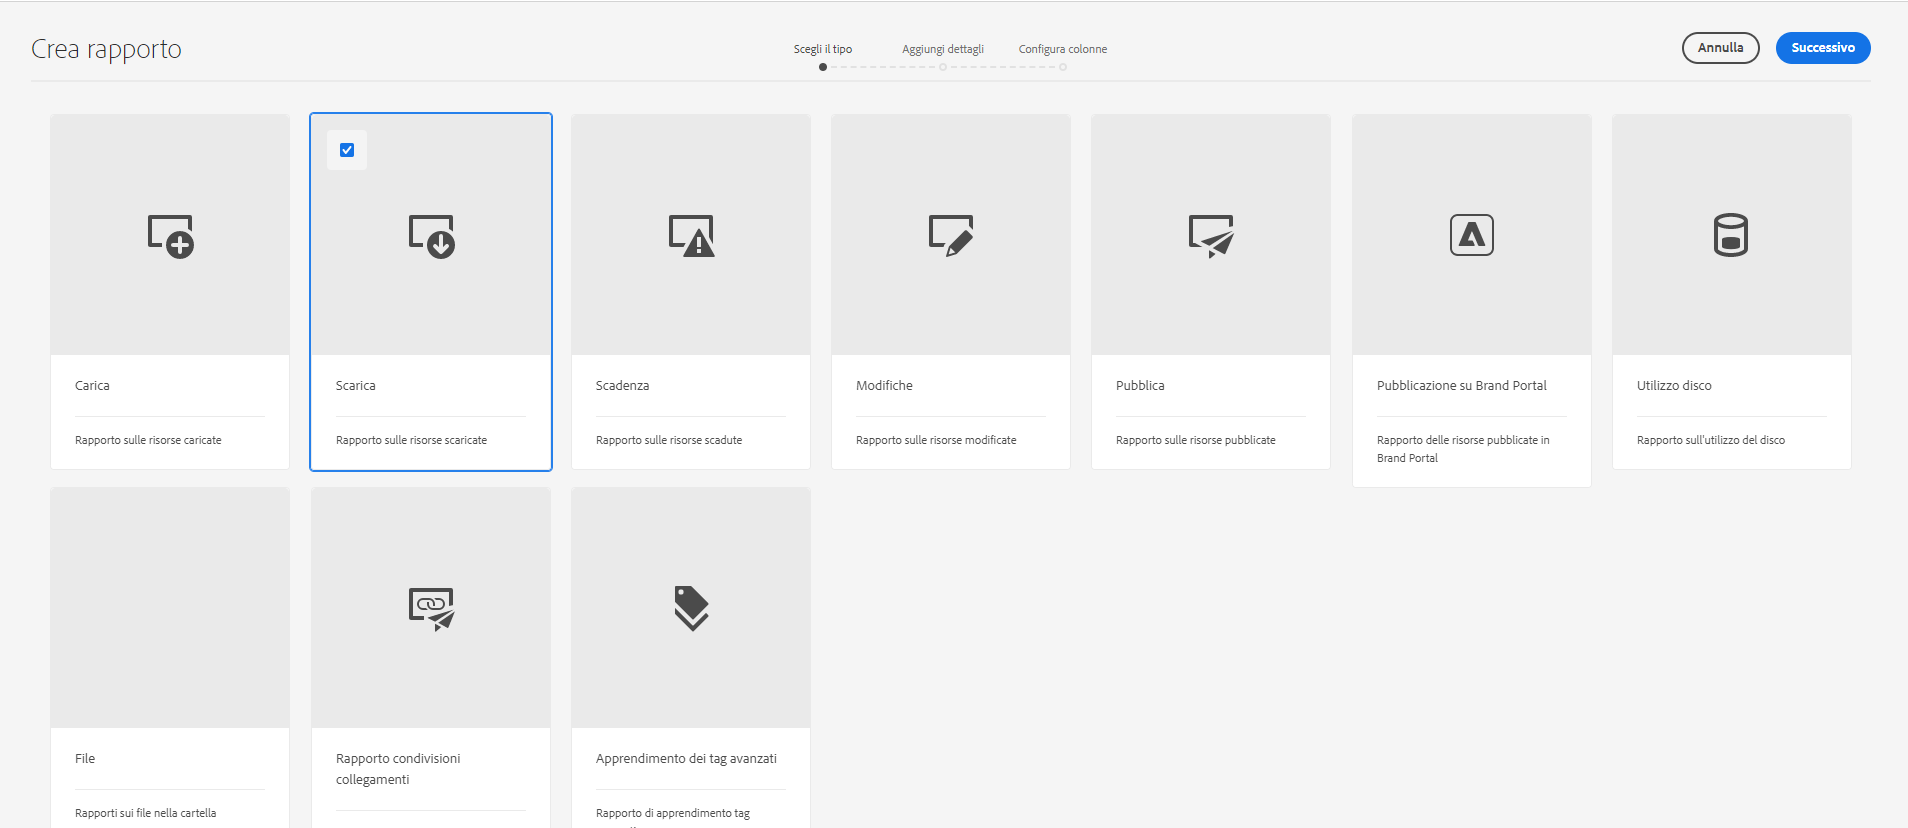 Crea rapporto
Scegli il tipo
Aggiungi dettagli
Configura colonne
Annulla
Successivo
Carica
Rapporto sulle risorse caricate
Scarica
Rapporto sulle risorse scaricate
Scadenza
Rapporto sulle risorse scadute
Modifiche
Rapporto sulle risorse modificate
Pubblica
Rapporto sulle risorse pubblicate
Pubblicazione su Brand Portal
Rapporto delle risorse pubblicate in
Brand Portal
Utilizzo disco
Rapporto sull'utilizzo del disco
File
Rapporti sui file nella cartella
Rapporto condivisioni
collegamenti
Apprendimento dei tag avanzati
Rapporto di apprendimento tag